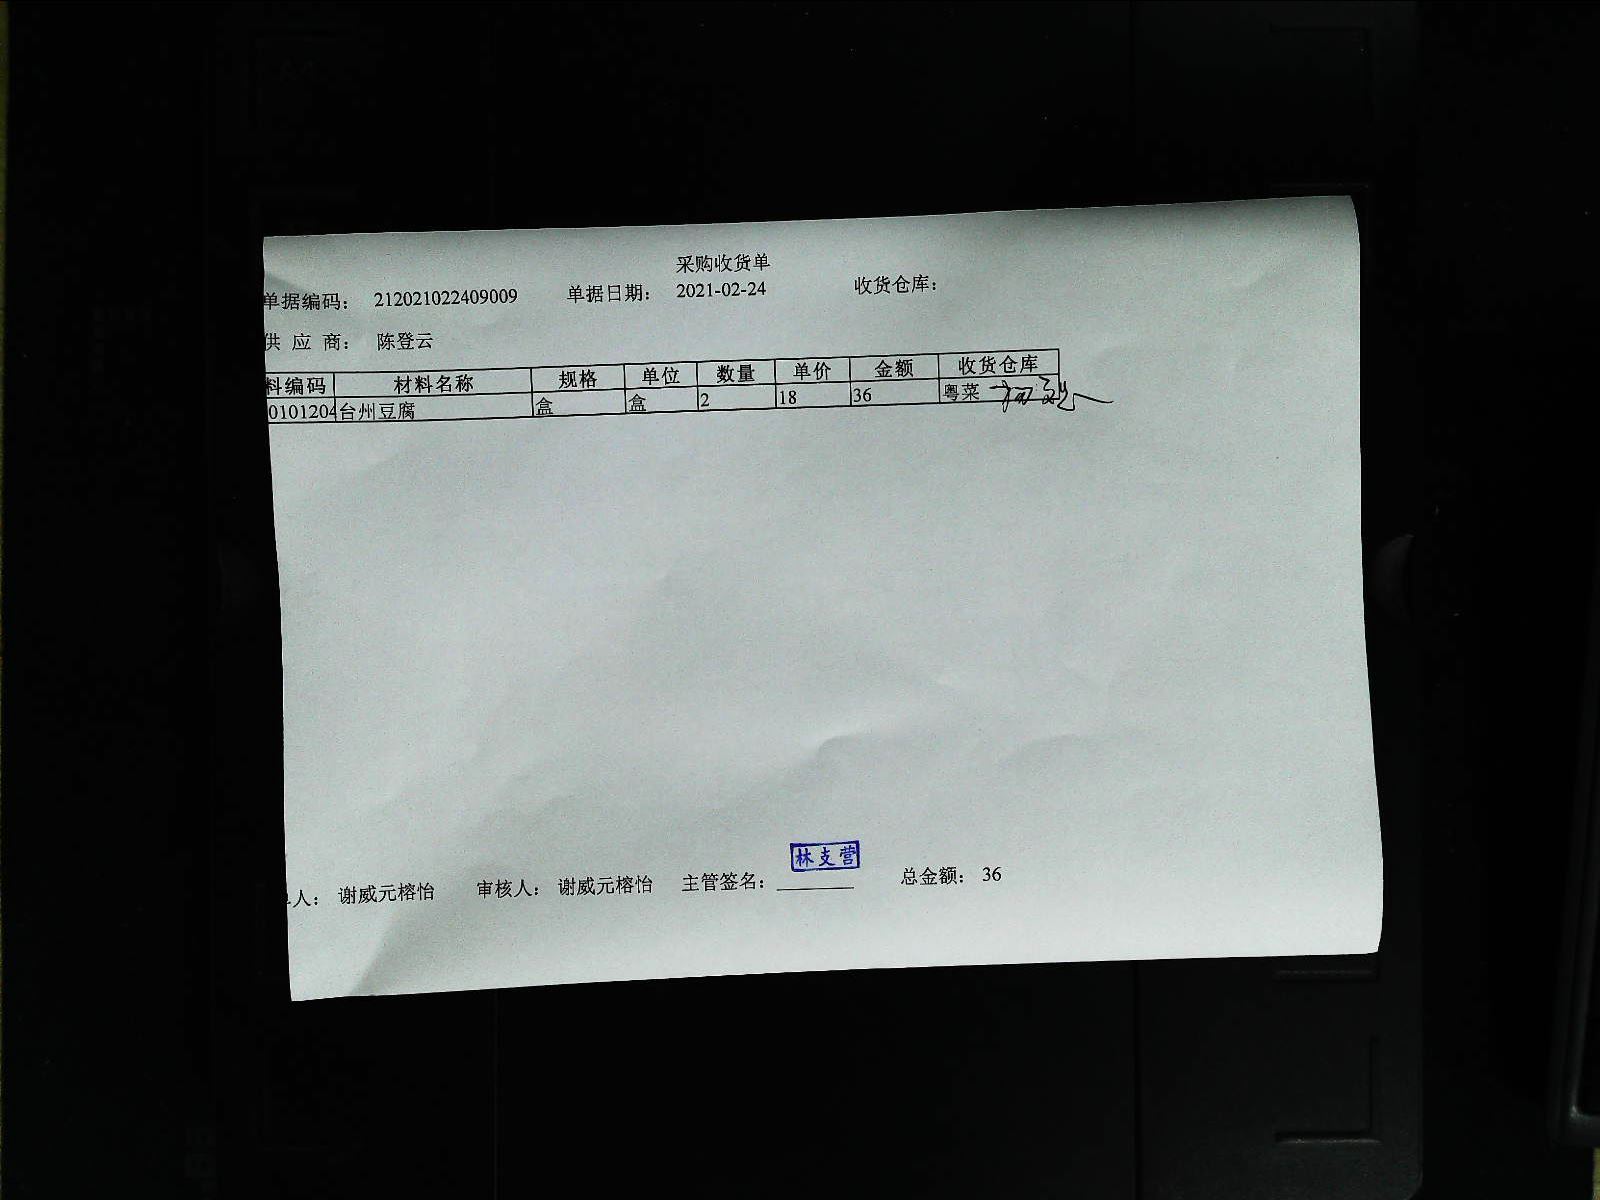 采购收货单
单据编码： 212021022409009 单据日期： 2021-02-24 收货仓库：
供 应 商： 陈登云
料编码 材料名称 规格 单位 数量 单价 金额 收货仓库
0101204 台州豆腐 盒 盒 2 18 36 粤菜
林支营
人： 谢威元榕怡 审核人： 谢威元榕怡 主管签名： 总金额： 36